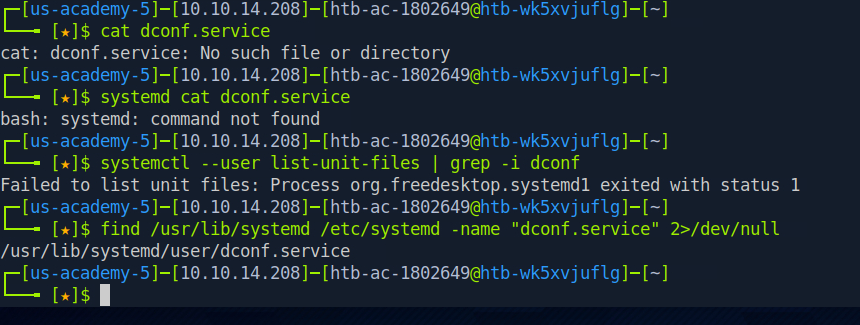 ┌─[us-academy-5]─[10.10.14.208]─[htb-ac-1802649@htb-wk5xvjuflg]─[~]
└──╼ [★]$ cat dconf.service
cat: dconf.service: No such file or directory
┌─[us-academy-5]─[10.10.14.208]─[htb-ac-1802649@htb-wk5xvjuflg]─[~]
└──╼ [★]$ systemd cat dconf.service
bash: systemd: command not found
┌─[us-academy-5]─[10.10.14.208]─[htb-ac-1802649@htb-wk5xvjuflg]─[~]
└──╼ [★]$ systemctl --user list-unit-files | grep -i dconf
Failed to list unit files: Process org.freedesktop.systemd1 exited with status 1
┌─[us-academy-5]─[10.10.14.208]─[htb-ac-1802649@htb-wk5xvjuflg]─[~]
└──╼ [★]$ find /usr/lib/systemd /etc/systemd -name "dconf.service" 2>/dev/null
/usr/lib/systemd/user/dconf.service
┌─[us-academy-5]─[10.10.14.208]─[htb-ac-1802649@htb-wk5xvjuflg]─[~]
└──╼ [★]$